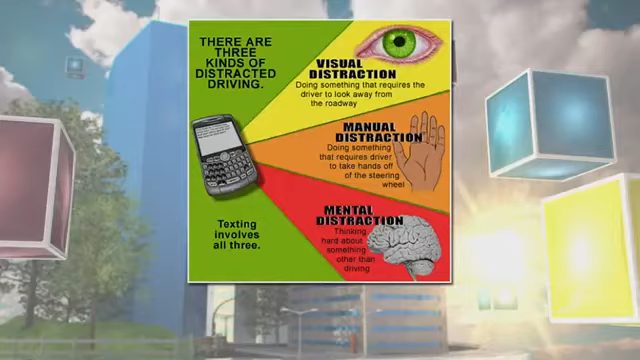 THERE ARE
THREE
KINDS OF
DISTRACTED
DRIVING.
VISUAL
DISTRACTION
Doing something that requires the
driver to look away from
the roadway
MANUAL
DISTRACTION
Doing something
that requires driver
to take hands off
of the steering
wheel
MENTAL
DISTRACTION
Thinking
hard about
something
other than
driving
Texting
involves
all three.